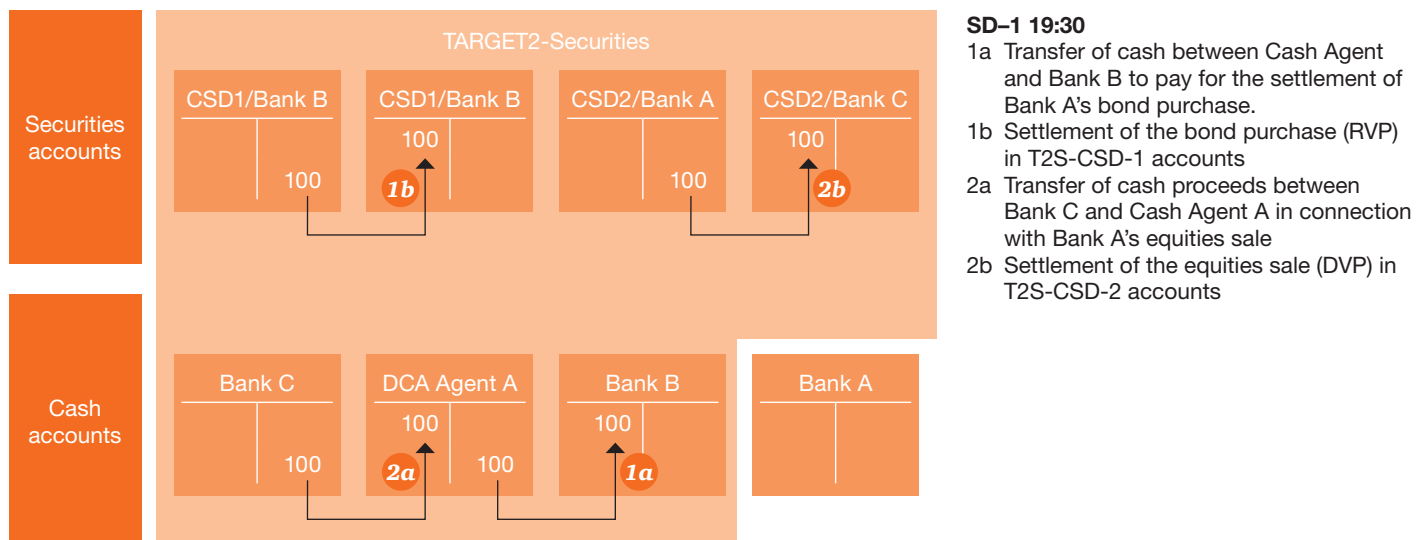 TARGET2-Securities
Securities
accounts
CSD1/Bank B
100
CSD1/Bank B
100
1b
CSD2/Bank A
100
CSD2/Bank C
100
2b
Cash
accounts
Bank C
100
DCA Agent A
100
2a
100
Bank B
100
1a
Bank A
SD–1 19:30
1a Transfer of cash between Cash Agent
and Bank B to pay for the settlement of
Bank A's bond purchase.
1b Settlement of the bond purchase (RVP)
in T2S-CSD-1 accounts
2a Transfer of cash proceeds between
Bank C and Cash Agent A in connection
with Bank A's equities sale
2b Settlement of the equities sale (DVP) in
T2S-CSD-2 accounts